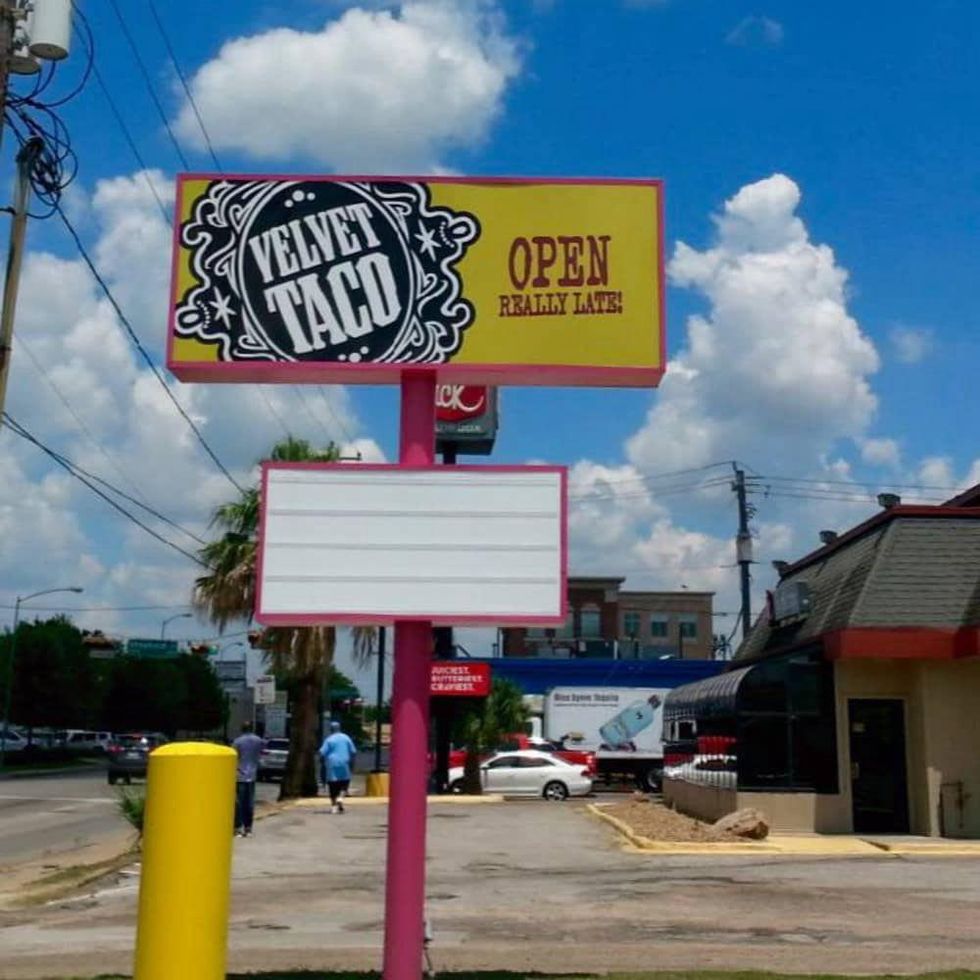 VELVET
TACO
OPEN
REALLY LATE!
JUICIEST.
BUTTERIEST.
CRAVIEST.